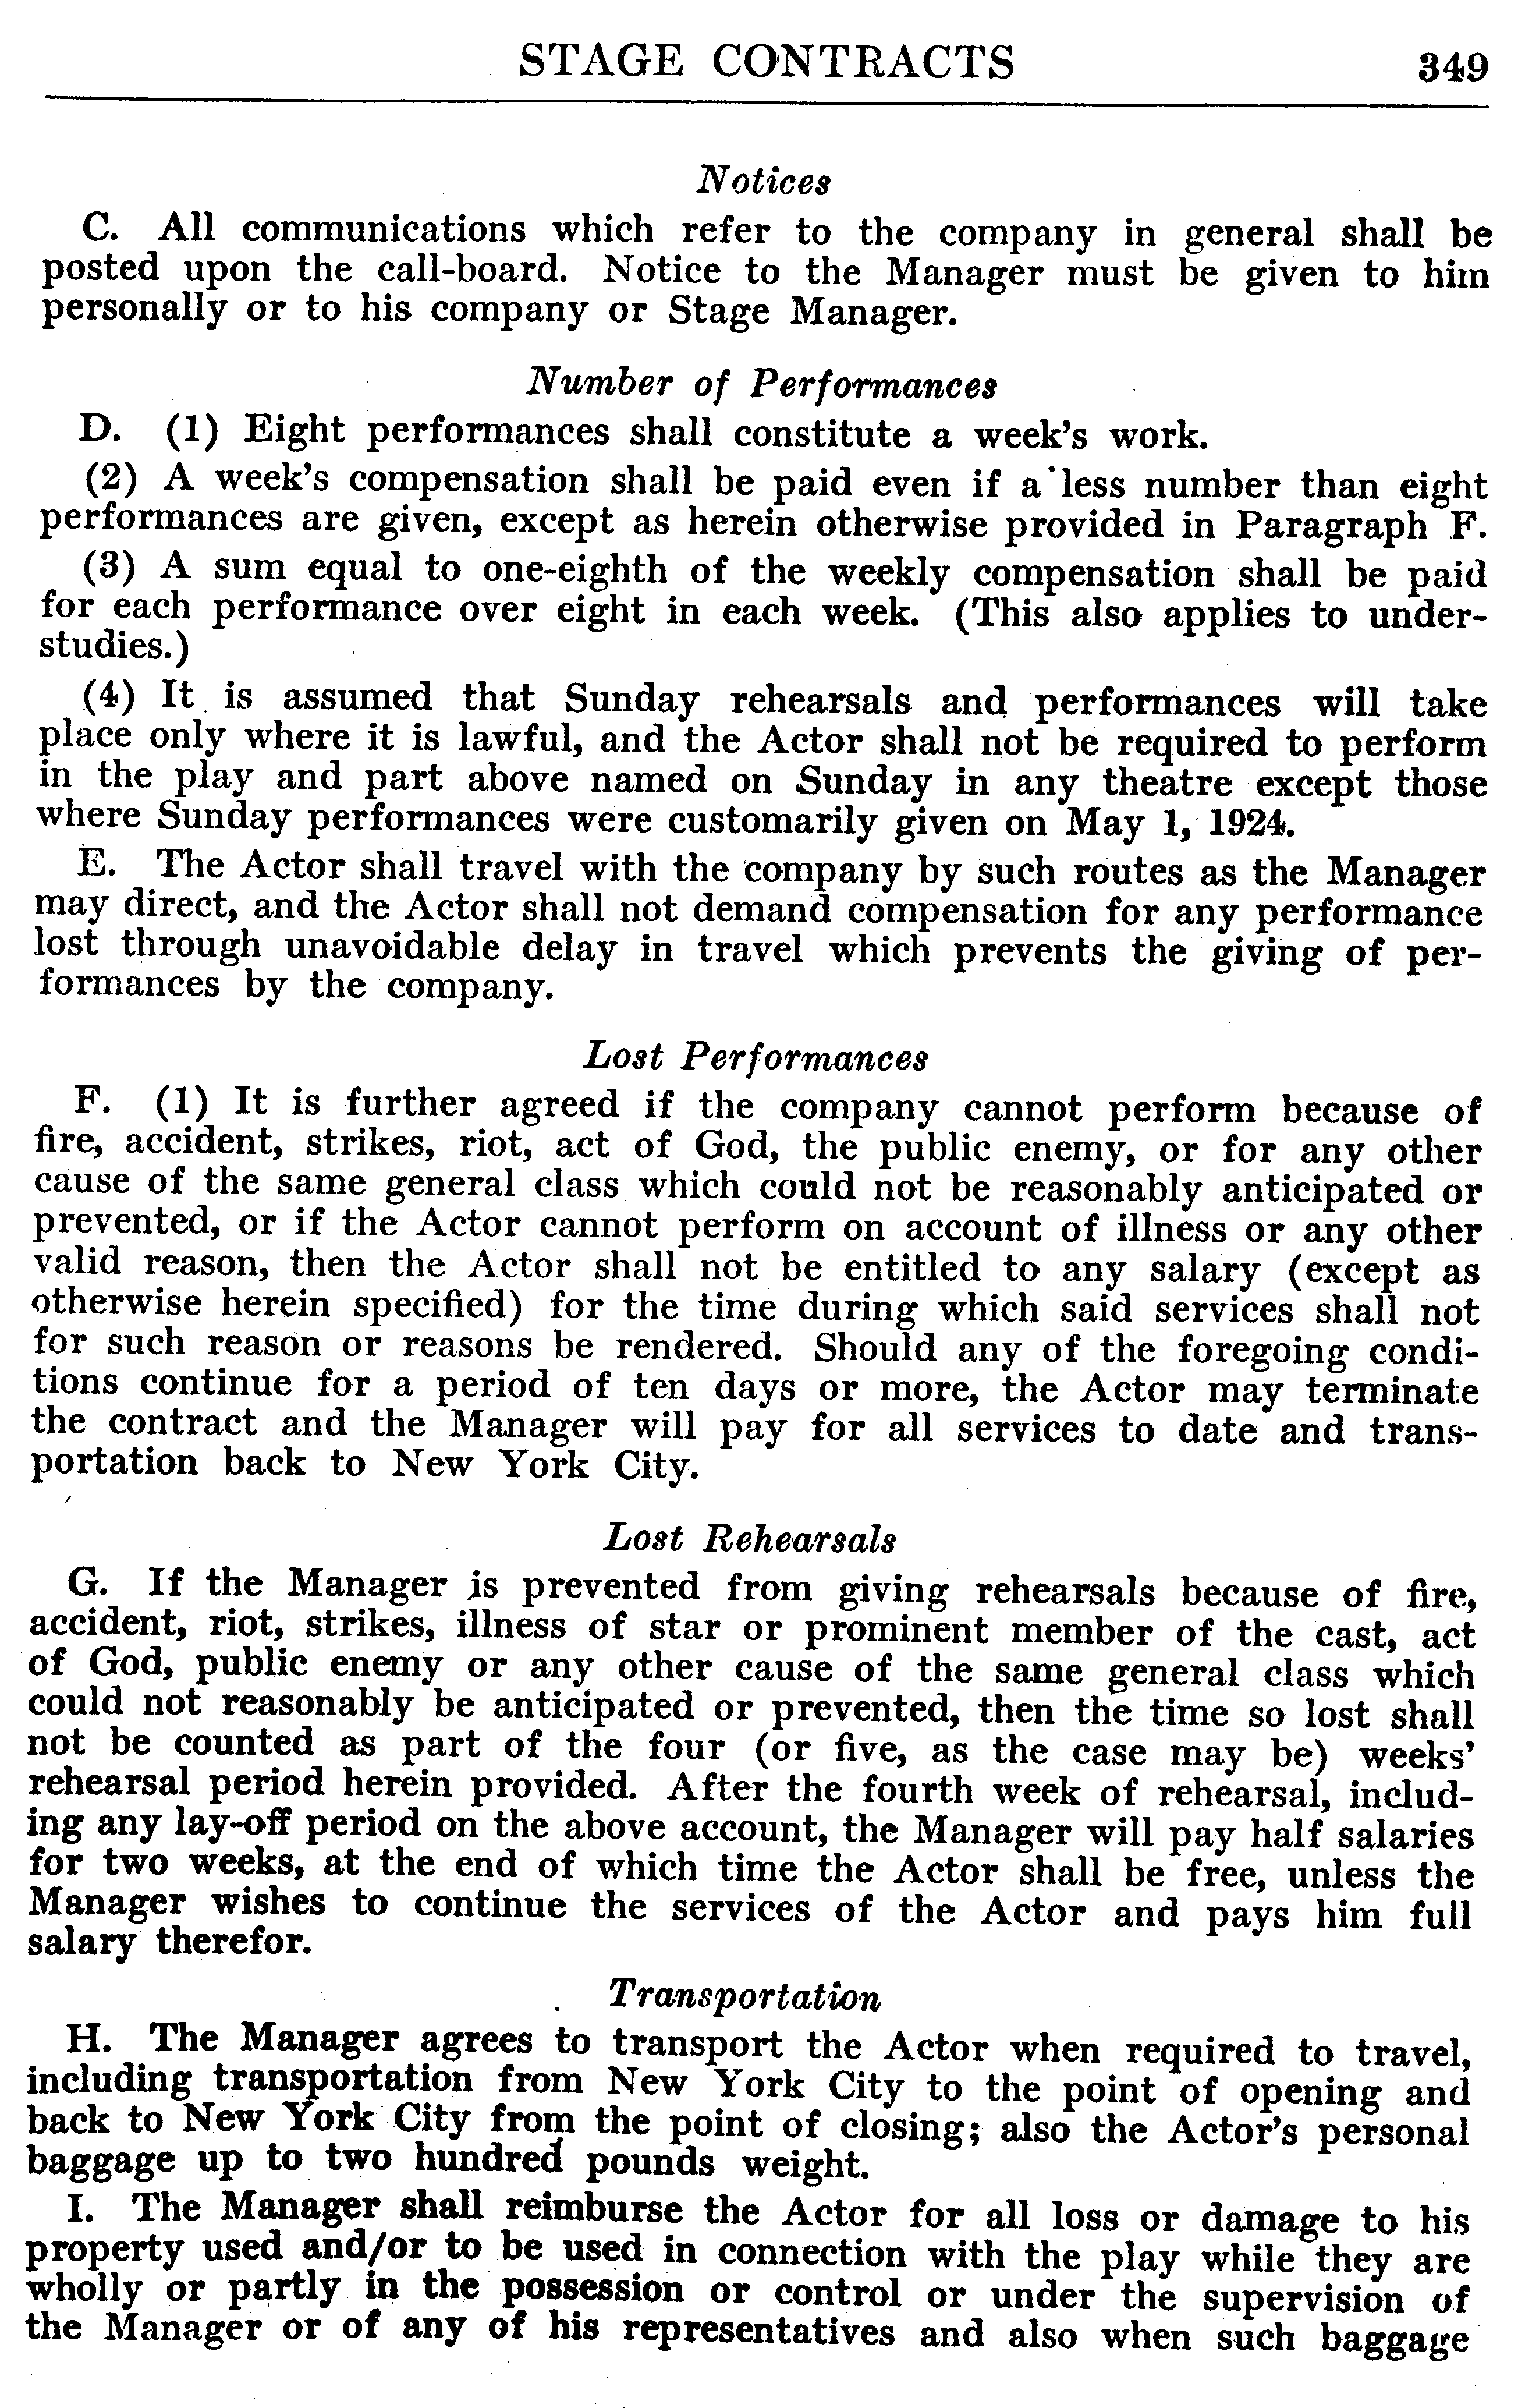 STAGE CONTRACTS 349
Notices
C. All communications which refer to the company in general shall be
posted upon the call-board. Notice to the Manager must be given to him
personally or to his company or Stage Manager.
Number of Performances
D. (1) Eight performances shall constitute a week's work.
(2) A week's compensation shall be paid even if a less number than eight
performances are given, except as herein otherwise provided in Paragraph F.
(3) A sum equal to one-eighth of the weekly compensation shall be paid
for each performance over eight in each week. (This also applies to under-
studies.)
(4) It is assumed that Sunday rehearsals and performances will take
place only where it is lawful, and the Actor shall not be required to perform
in the play and part above named on Sunday in any theatre except those
where Sunday performances were customarily given on May 1, 1924.
E. The Actor shall travel with the company by such routes as the Manager
may direct, and the Actor shall not demand compensation for any performance
lost through unavoidable delay in travel which prevents the giving of per-
formances by the company.
Lost Performances
F. (1) It is further agreed if the company cannot perform because of
fire, accident, strikes, riot, act of God, the public enemy, or for any other
cause of the same general class which could not be reasonably anticipated or
prevented, or if the Actor cannot perform on account of illness or any other
valid reason, then the Actor shall not be entitled to any salary (except as
otherwise herein specified) for the time during which said services shall not
for such reason or reasons be rendered. Should any of the foregoing condi-
tions continue for a period of ten days or more, the Actor may terminate
the contract and the Manager will pay for all services to date and trans-
portation back to New York City.
Lost Rehearsals
G. If the Manager is prevented from giving rehearsals because of fire,
accident, riot, strikes, illness of star or prominent member of the cast, act
of God, public enemy or any other cause of the same general class which
could not reasonably be anticipated or prevented, then the time so lost shall
not be counted as part of the four (or five, as the case may be) weeks'
rehearsal period herein provided. After the fourth week of rehearsal, includ-
ing any lay-off period on the above account, the Manager will pay half salaries
for two weeks, at the end of which time the Actor shall be free, unless the
Manager wishes to continue the services of the Actor and pays him full
salary therefor.
Transportation
H. The Manager agrees to transport the Actor when required to travel,
including transportation from New York City to the point of opening and
back to New York City from the point of closing; also the Actor's personal
baggage up to two hundred pounds weight.
I. The Manager shall reimburse the Actor for all loss or damage to his
property used and/or to be used in connection with the play while they are
wholly or partly in the possession or control or under the supervision of
the Manager or of any of his representatives and also when such baggage